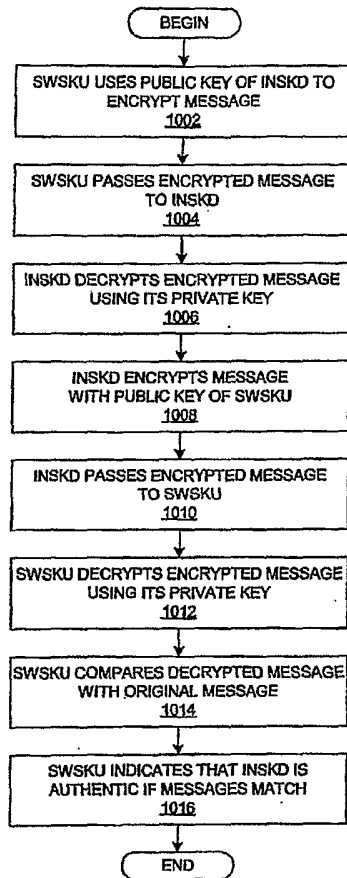 BEGIN
SWSKU USES PUBLIC KEY OF INSKD TO
ENCRYPT MESSAGE
1002
SWSKU PASSES ENCRYPTED MESSAGE
TO INSKD
1004
INSKD DECRYPTS ENCRYPTED MESSAGE
USING ITS PRIVATE KEY
1006
INSKD ENCRYPTS MESSAGE
WITH PUBLIC KEY OF SWSKU
1008
INSKD PASSES ENCRYPTED MESSAGE
TO SWSKU
1010
SWSKU DECRYPTS ENCRYPTED MESSAGE
USING ITS PRIVATE KEY
1012
SWSKU COMPARES DECRYPTED MESSAGE
WITH ORIGINAL MESSAGE
1014
SWSKU INDICATES THAT INSKD IS
AUTHENTIC IF MESSAGES MATCH
1016
END